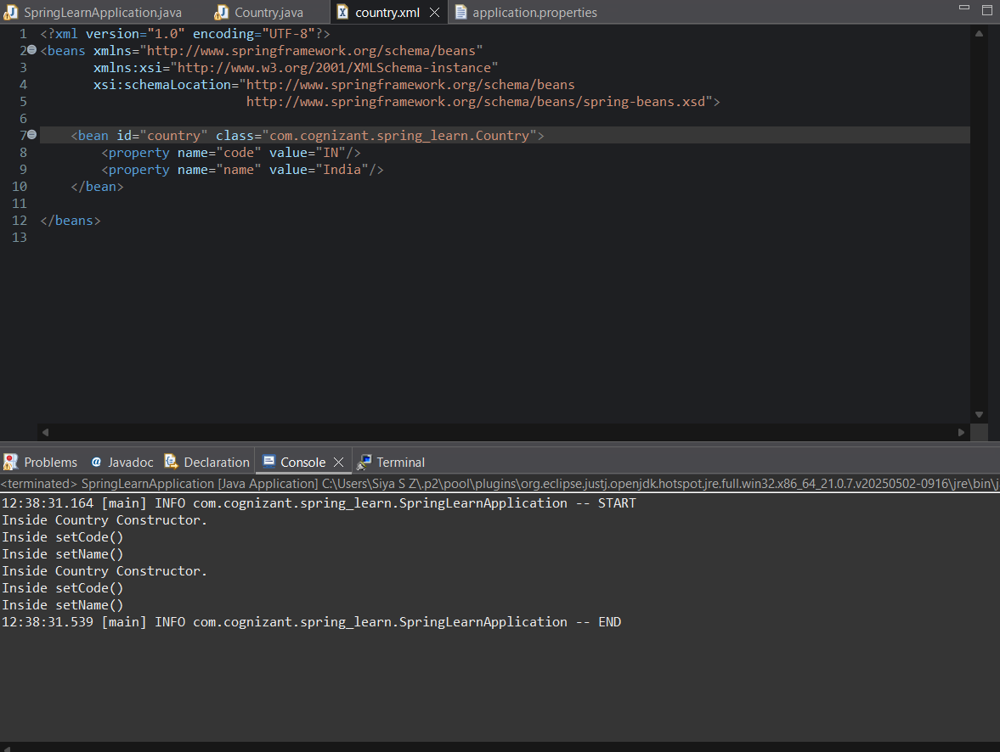 SpringLearnApplication.java Country.java country.xml application.properties
1 <?xml version="1.0" encoding="UTF-8"?>
2 <beans xmlns="http://www.springframework.org/schema/beans"
3        xmlns:xsi="http://www.w3.org/2001/XMLSchema-instance"
4        xsi:schemaLocation="http://www.springframework.org/schema/beans
5                            http://www.springframework.org/schema/beans/spring-beans.xsd">
6
7     <bean id="country" class="com.cognizant.spring_learn.Country">
8         <property name="code" value="IN"/>
9         <property name="name" value="India"/>
10     </bean>
11
12 </beans>
13
Problems Javadoc Declaration Console Terminal
<terminated> SpringLearnApplication [Java Application] C:\Users\Siya S Z\.p2\pool\plugins\org.eclipse.justj.openjdk.hotspot.jre.full.win32.x86_64_21.0.7.v20250502-0916\jre\bin\j
12:38:31.164 [main] INFO com.cognizant.spring_learn.SpringLearnApplication -- START
Inside Country Constructor.
Inside setCode()
Inside setName()
Inside Country Constructor.
Inside setCode()
Inside setName()
12:38:31.539 [main] INFO com.cognizant.spring_learn.SpringLearnApplication -- END